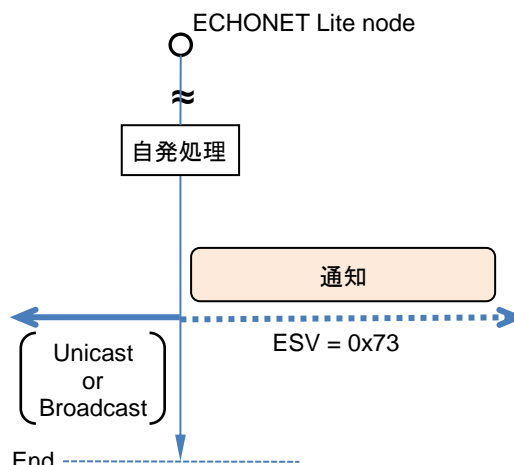 ECHONET Lite node
自発処理
通知
ESV = 0x73
Unicast
or
Broadcast
End